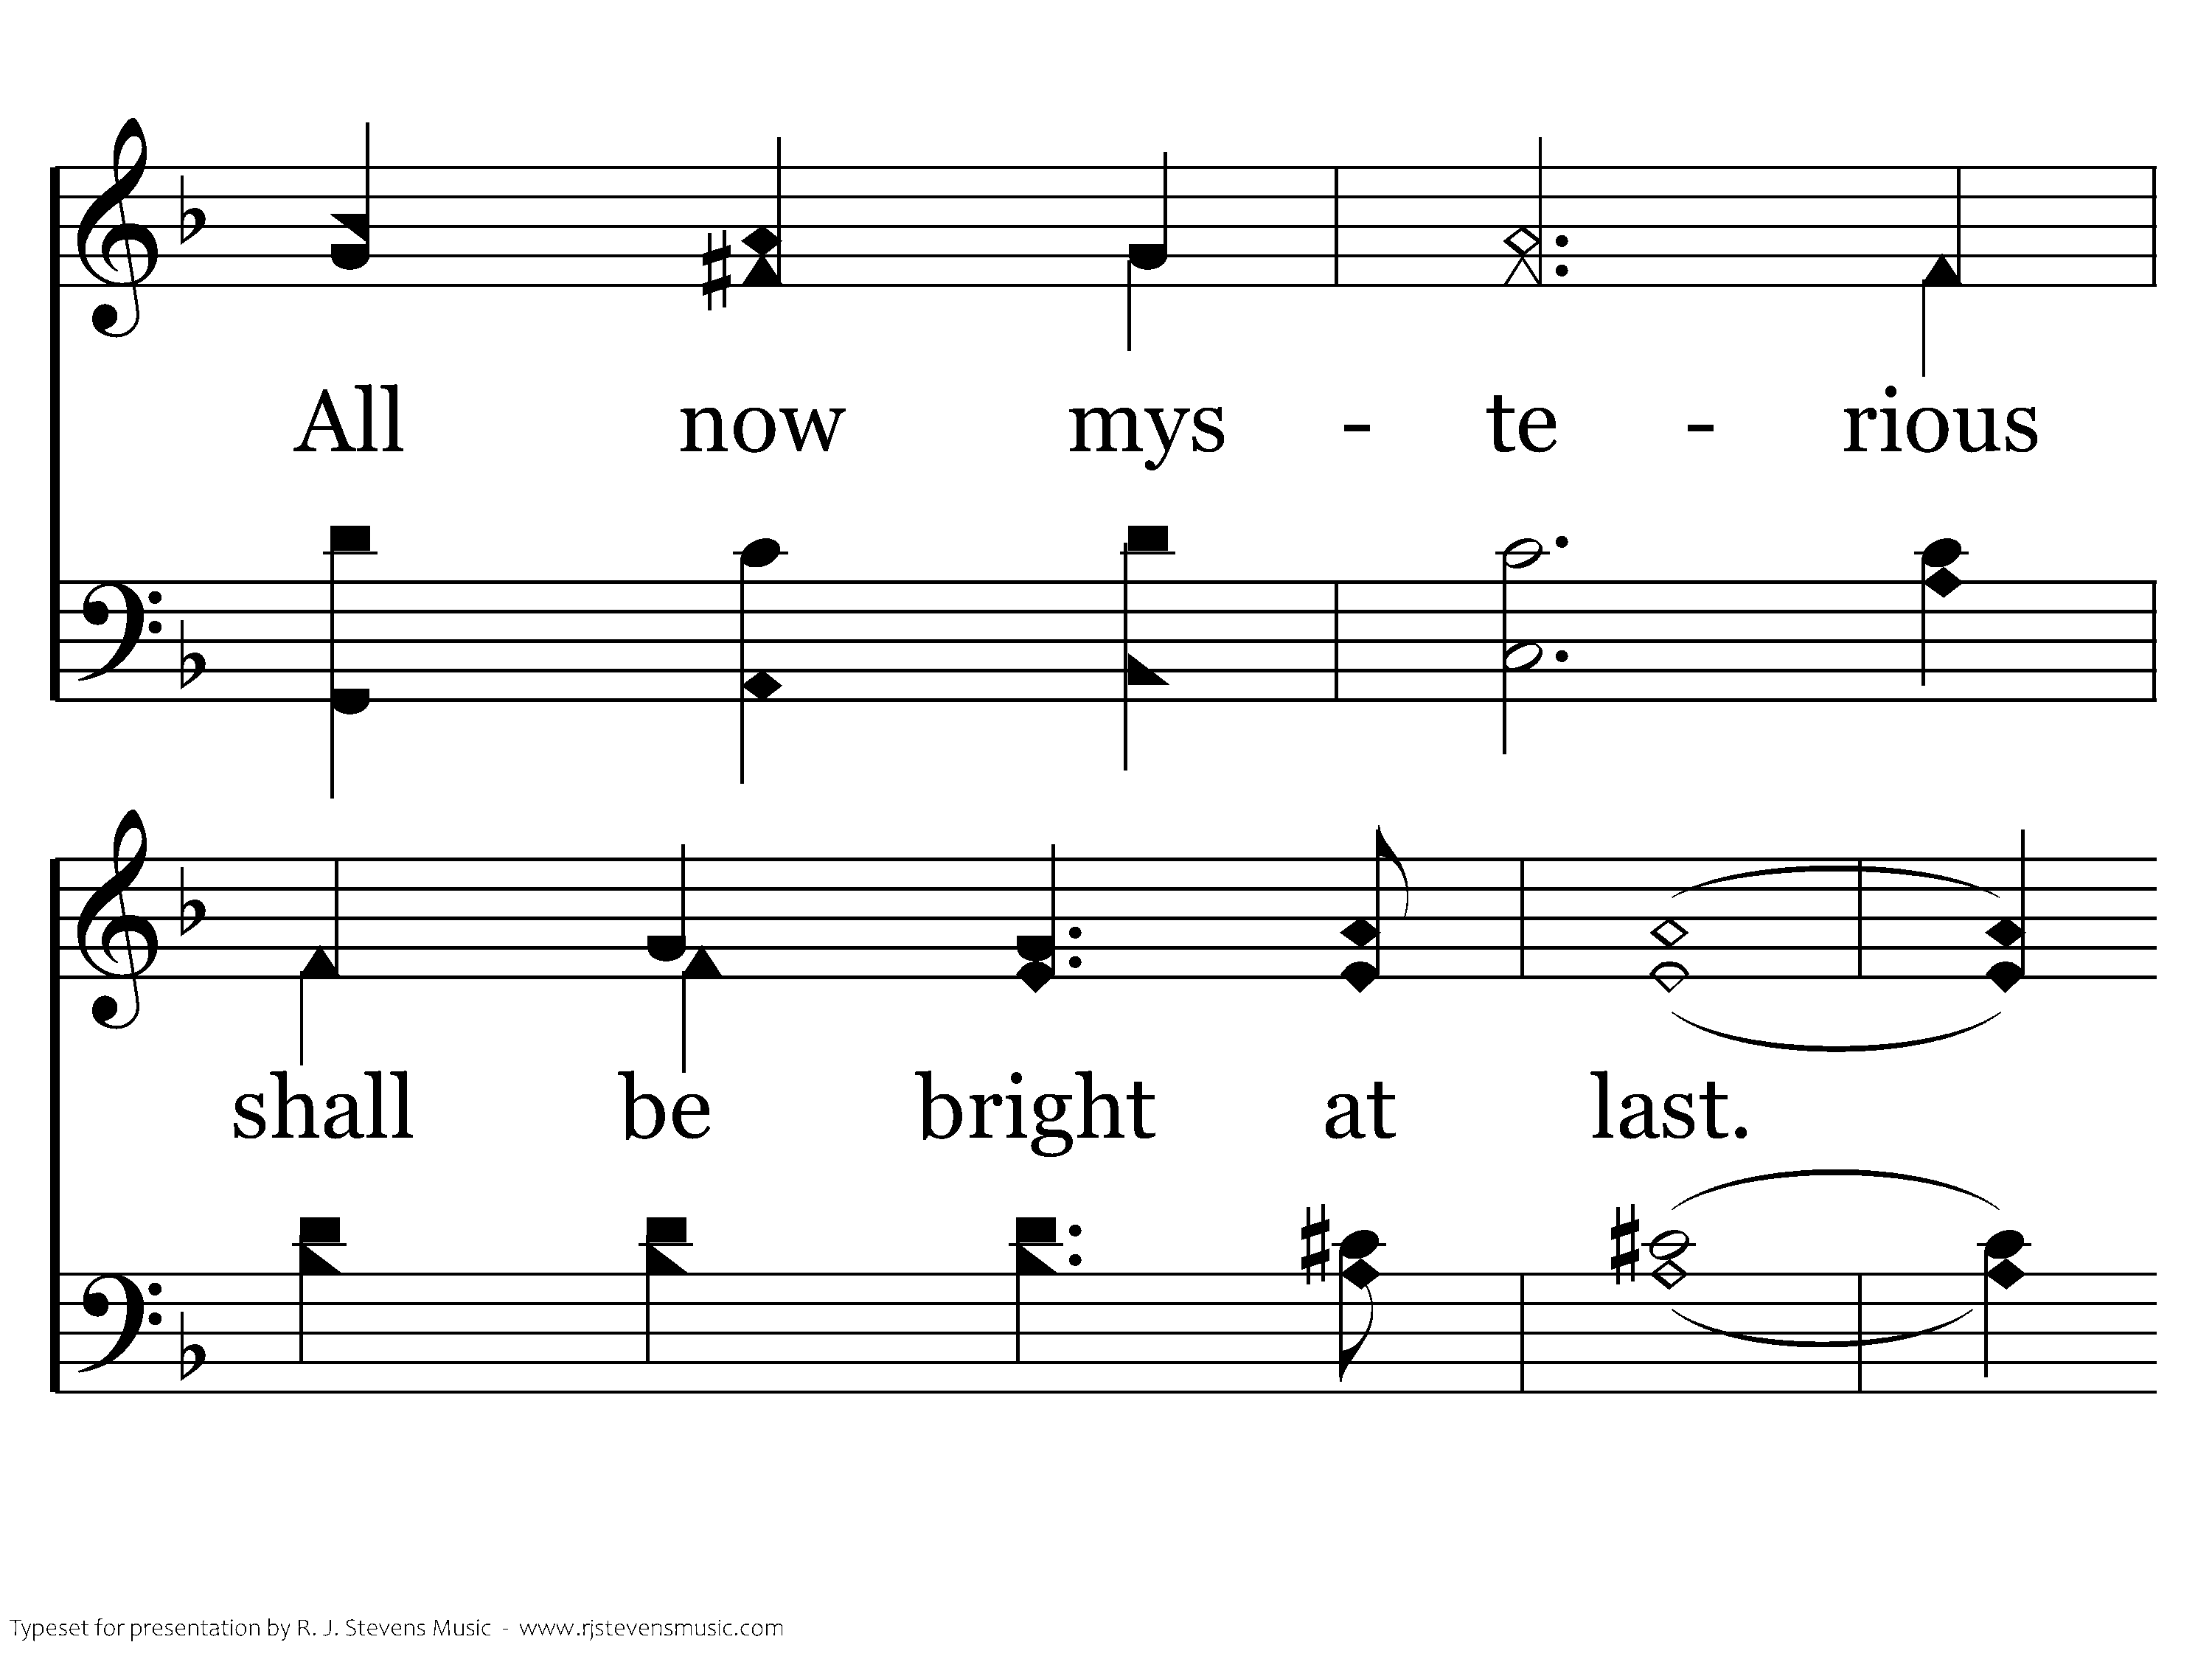 All now mys - te - rious
shall be bright at last.
Typeset for presentation by R. J. Stevens Music - www.rjstevensmusic.com